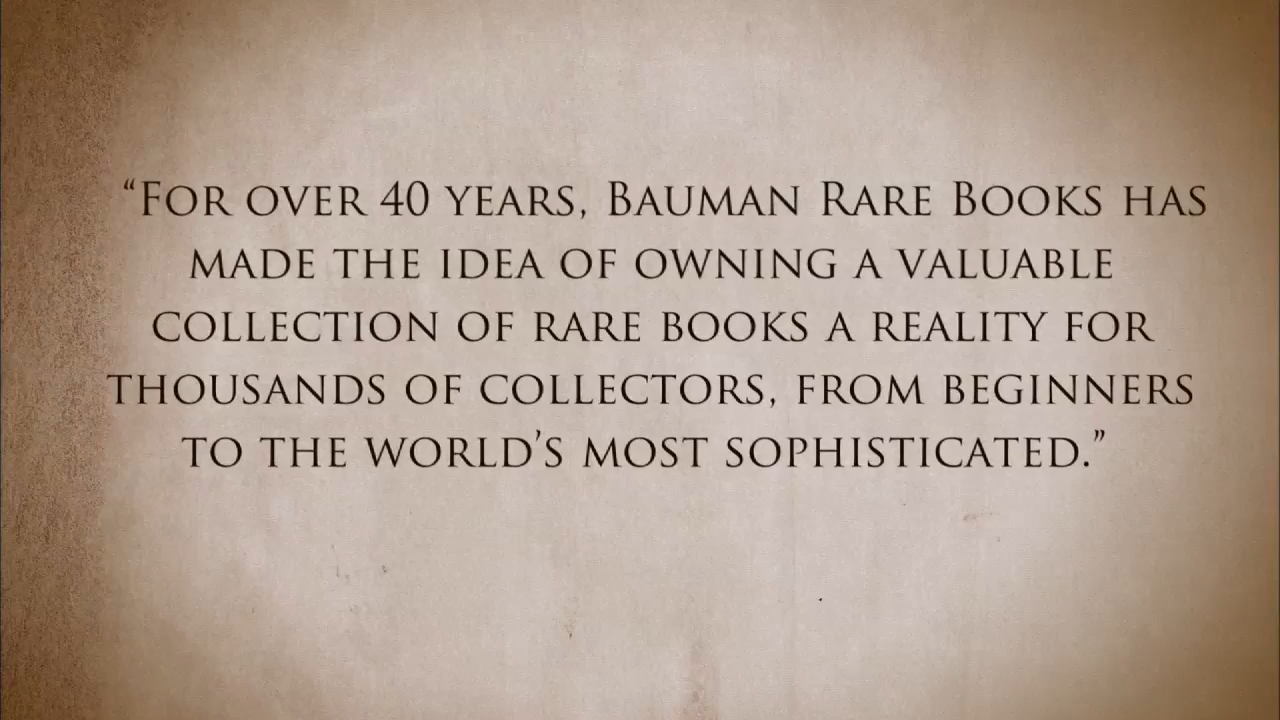 “For over 40 years, Bauman Rare Books has
made the idea of owning a valuable
collection of rare books a reality for
thousands of collectors, from beginners
to the world’s most sophisticated.”